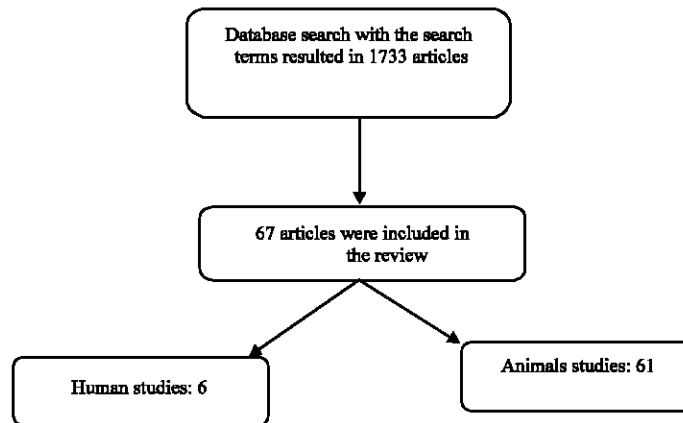 Database search with the search
terms resulted in 1733 articles
67 articles were included in
the review
Human studies: 6
Animals studies: 61